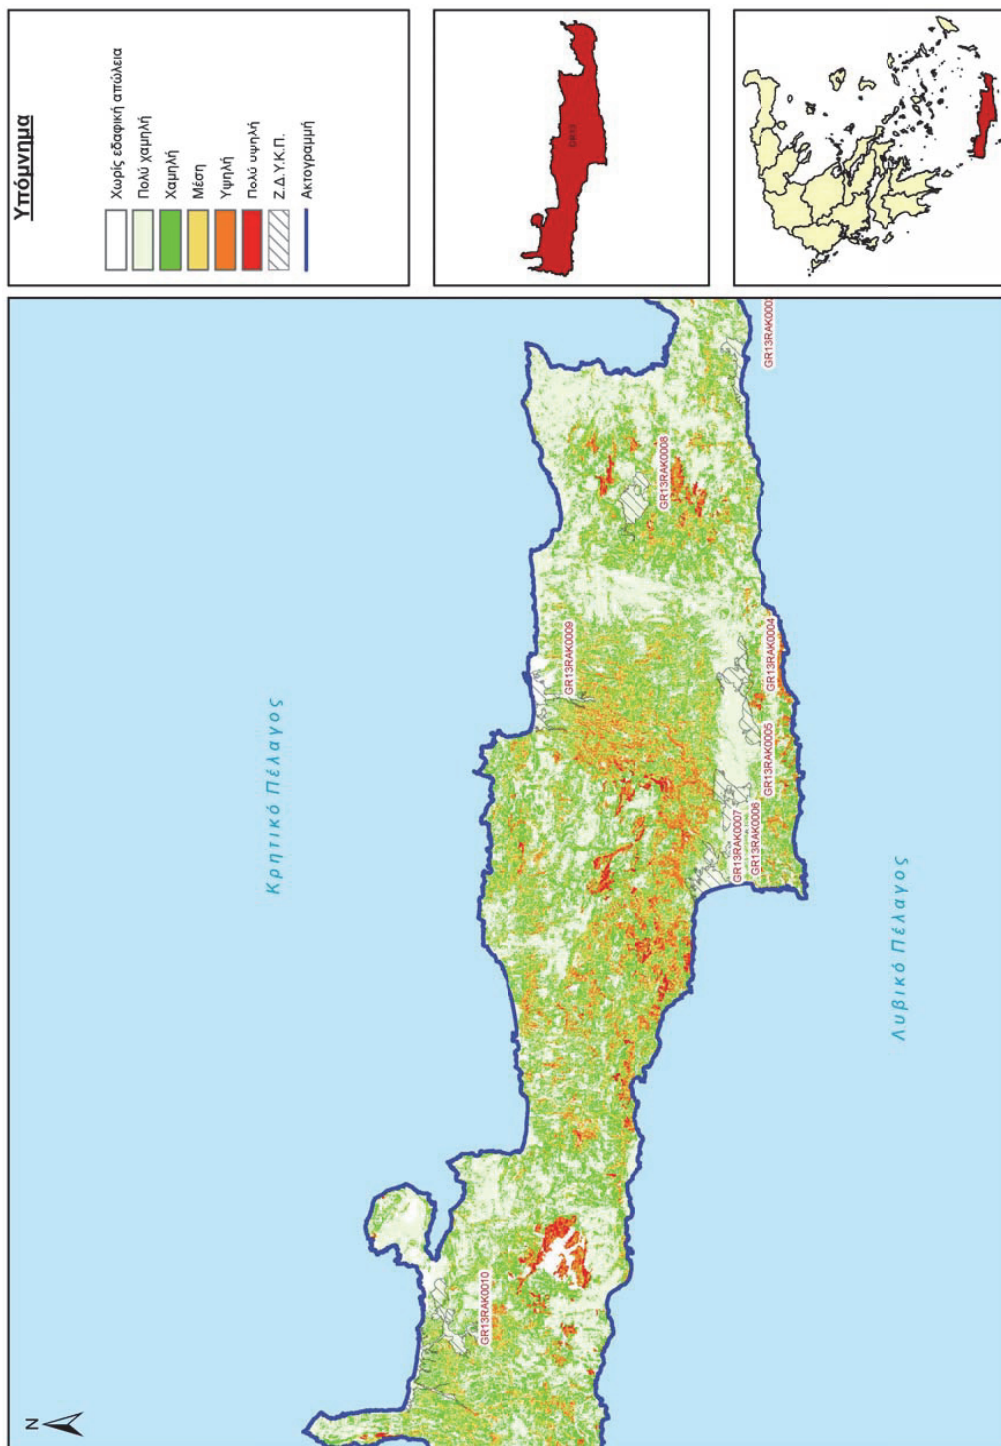 Υπόμνημα
Χωρίς εδαφική απώλεια
Πολύ χαμηλή
Χαμηλή
Μέση
Υψηλή
Πολύ υψηλή
Ζ.Δ.Υ.Κ.Π.
Ακτογραμμή
N
Κρητικό Πέλαγος
Λυβικό Πέλαγος
GR13RAK0010
GR13RAK0009
GR13RAK0008
GR13RAK0007
GR13RAK0006
GR13RAK0005
GR13RAK0004